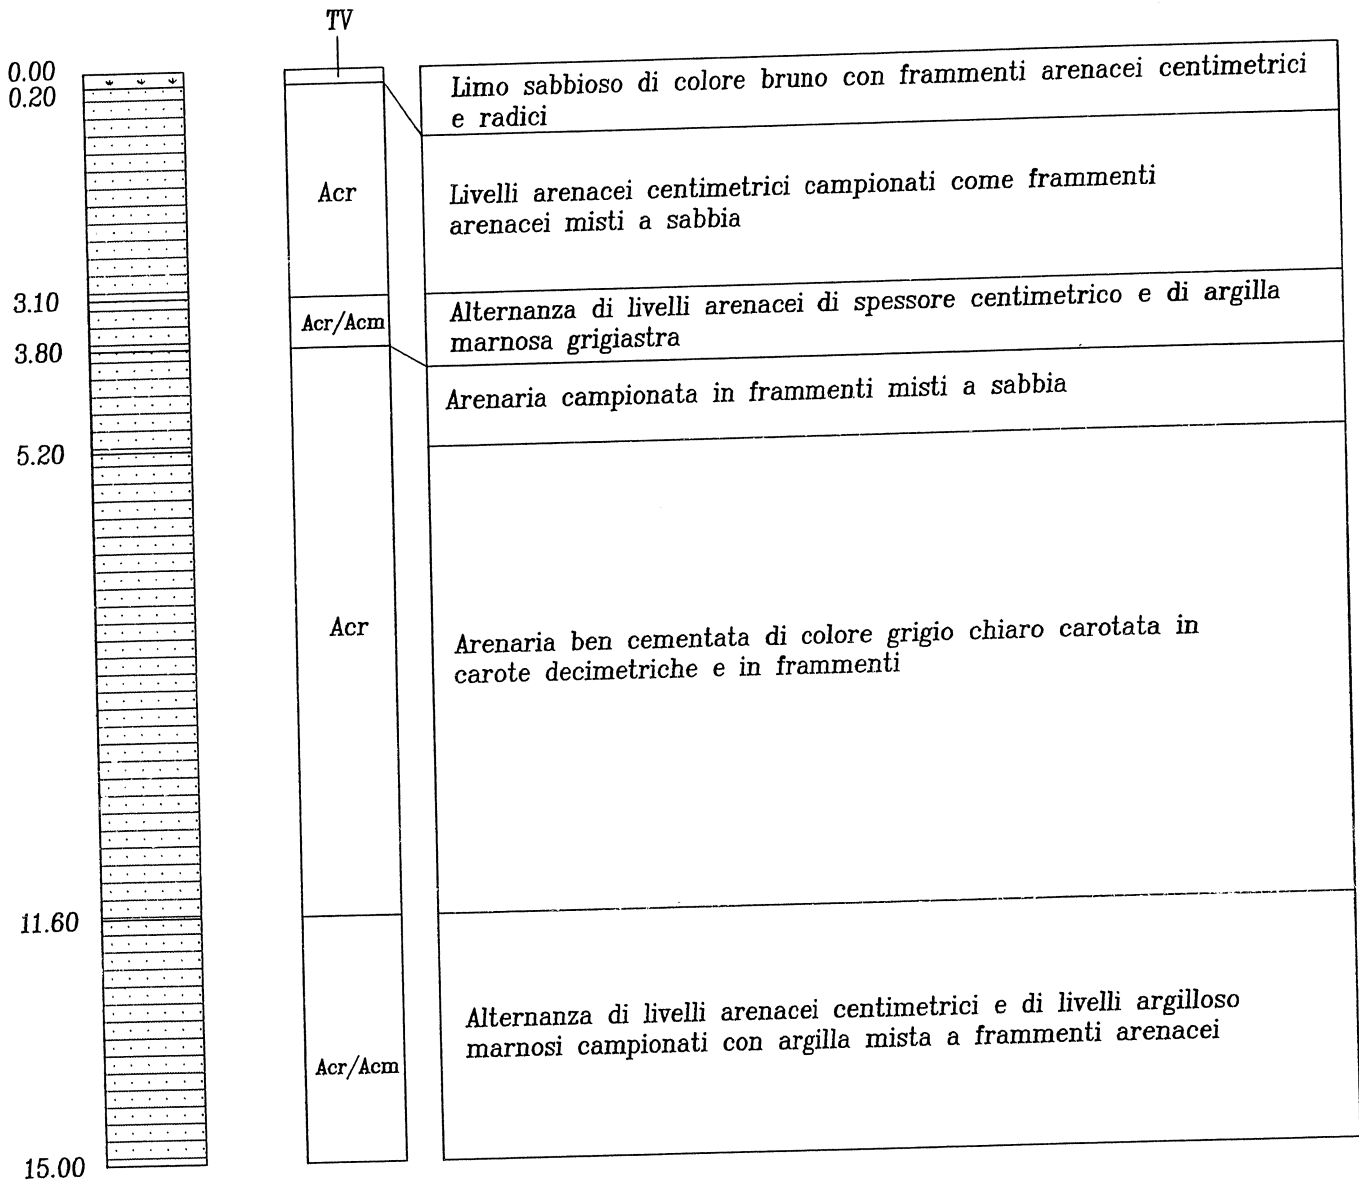 TV
0.00
0.20
Limo sabbioso di colore bruno con frammenti arenacei centimetrici
e radici
Acr
Livelli arenacei centimetrici campionati come frammenti
arenacei misti a sabbia
3.10
Acr/Acm
Alternanza di livelli arenacei di spessore centimetrico e di argilla
marnosa grigiastra
3.80
Arenaria campionata in frammenti misti a sabbia
5.20
Acr
Arenaria ben cementata di colore grigio chiaro carotata in
carote decimetriche e in frammenti
11.60
Acr/Acm
Alternanza di livelli arenacei centimetrici e di livelli argilloso
marnosi campionati con argilla mista a frammenti arenacei
15.00